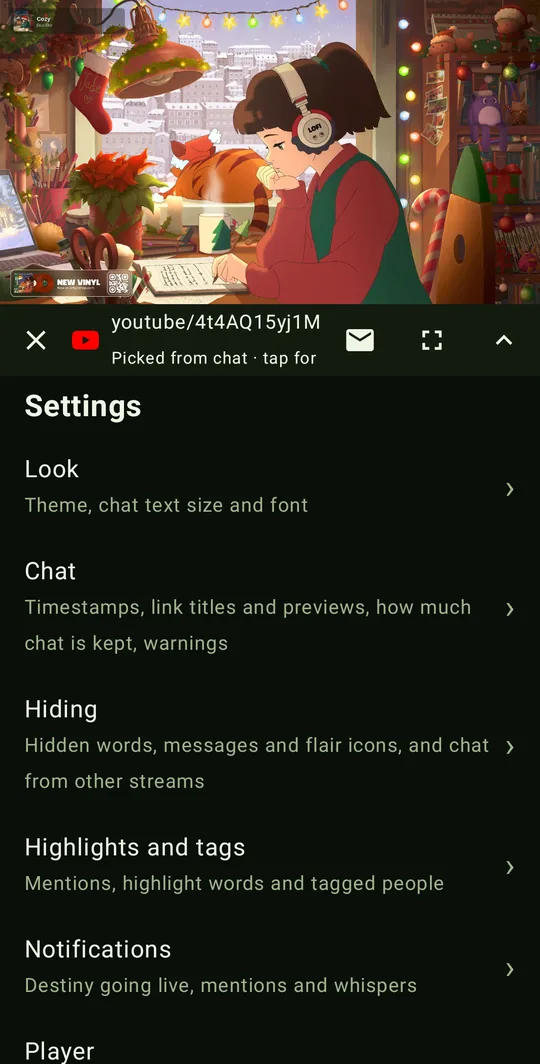 Cozy
LOFI
NEW VINYL
youtube/4t4AQ15yj1M
Picked from chat · tap for
Settings
Look
Theme, chat text size and font
Chat
Timestamps, link titles and previews, how much
chat is kept, warnings
Hiding
Hidden words, messages and flair icons, and chat
from other streams
Highlights and tags
Mentions, highlight words and tagged people
Notifications
Destiny going live, mentions and whispers
Player